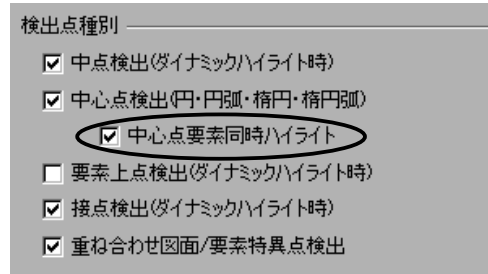 検出点種別
中点検出(ダイナミックハイライト時)
中心点検出(円・円弧・楕円・楕円弧)
中心点要素同時ハイライト
要素上点検出(ダイナミックハイライト時)
接点検出(ダイナミックハイライト時)
重ね合わせ図面/要素特異点検出